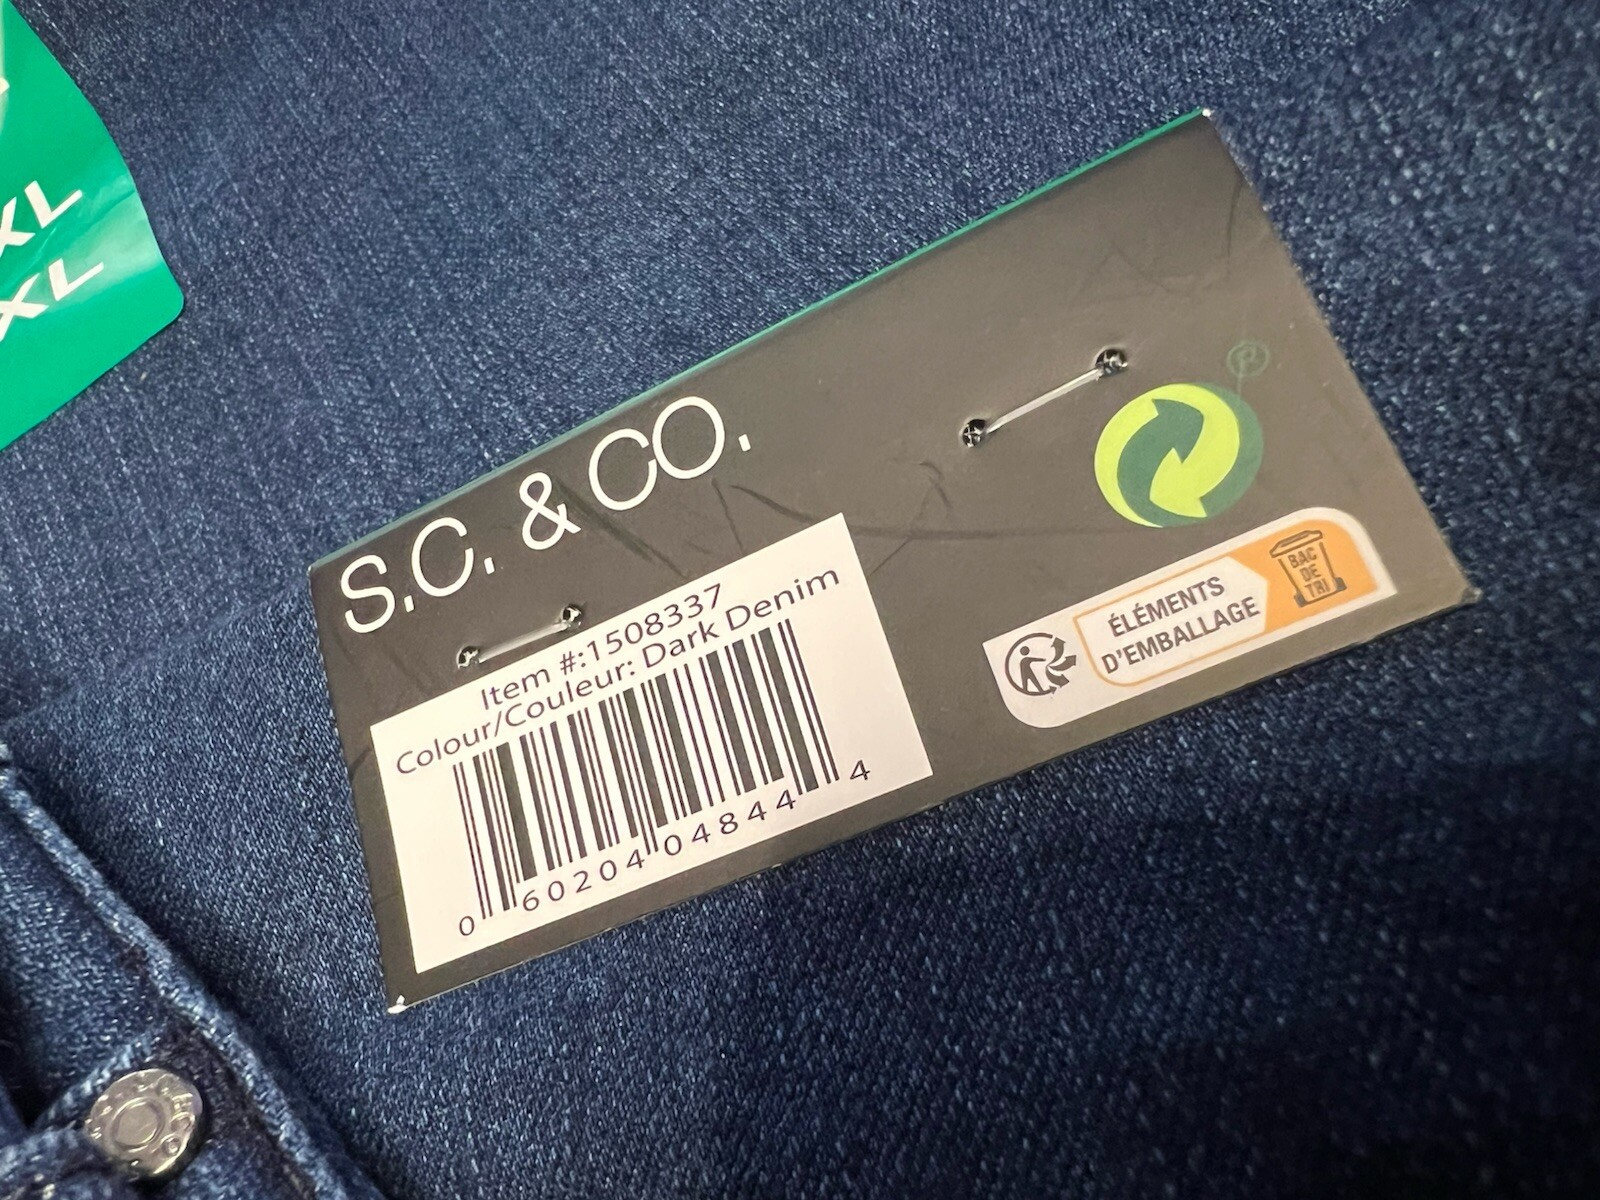 XL
XL
S.C. & CO.
Item #:1508337
Colour/Couleur: Dark Denim
0 60204 04844 4
®
ÉLÉMENTS
D'EMBALLAGE
BAC
DE
TRI